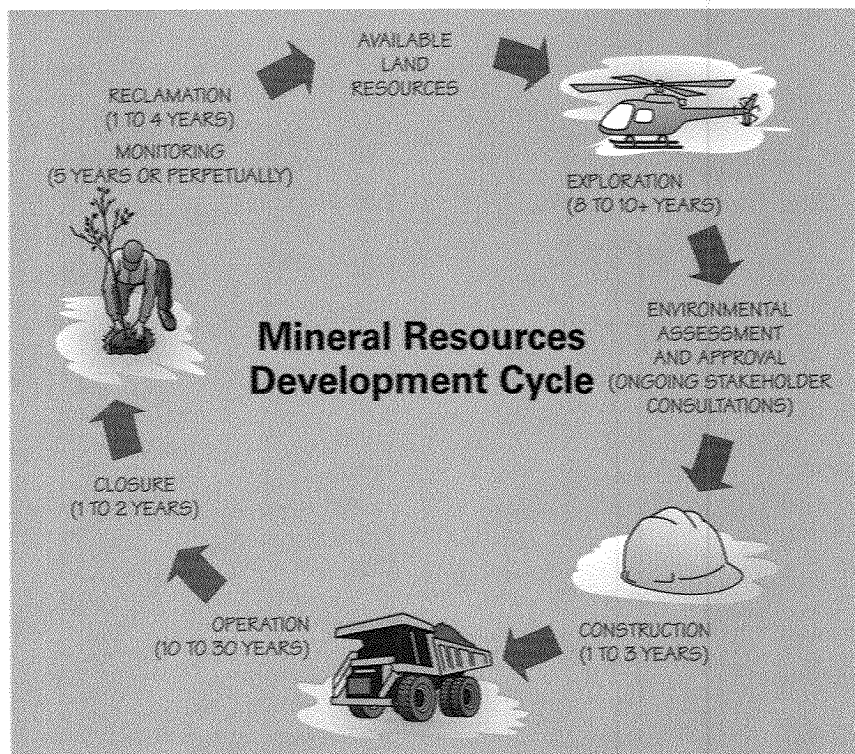 AVAILABLE
LAND
RESOURCES
EXPLORATION
(8 TO 10+ YEARS)
ENVIRONMENTAL
ASSESSMENT
AND APPROVAL
(ONGOING STAKEHOLDER
CONSULTATIONS)
CONSTRUCTION
(1 TO 3 YEARS)
OPERATION
(10 TO 30 YEARS)
CLOSURE
(1 TO 2 YEARS)
RECLAMATION
(1 TO 4 YEARS)
MONITORING
(5 YEARS OR PERPETUALLY)
Mineral Resources
Development Cycle